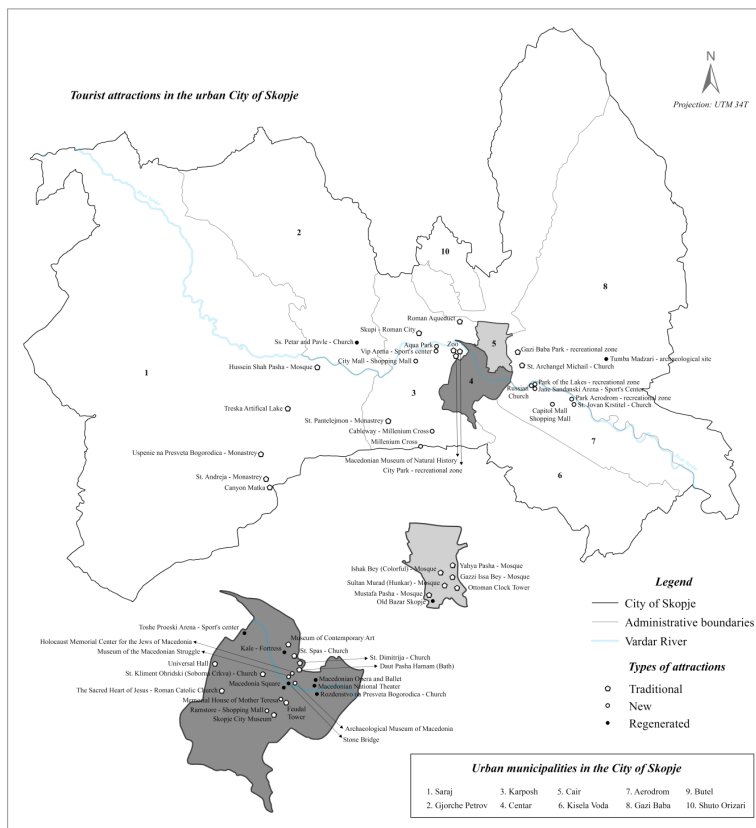 Tourist attractions in the urban City of Skopje
N
Projection: UTM 34T
2
10
8
1
3
5
4
7
6
Roman Aqueduct
Skupi - Roman City
Ss. Petar and Pavle - Church
Aqua Park
Zoo
Vip Arena - Sport's center
City Mall - Shopping Mall
Hussein Shah Pasha - Mosque
Gazi Baba Park - recreational zone
Tumba Madzari - archaeological site
St. Archangel Michail - Church
Park of the Lakes - recreational zone
Russian
Church
Jane Sandanski Arena - Sport's Center
Park Aerodrom - recreational zone
St. Jovan Krstitel - Church
Capitol Mall
Shopping Mall
Treska Artifical Lake
St. Pantelejmon - Monastrey
Cableway - Millenium Cross
Millenium Cross
Macedonian Museum of Natural History
City Park - recreational zone
Uspenie na Presveta Bogorodica - Monastrey
St. Andreja - Monastrey
Canyon Matka
Yahya Pasha - Mosque
Ishak Bey (Colorful) - Mosque
Gazzi Issa Bey - Mosque
Sultan Murad (Hunkar) - Mosque
Ottoman Clock Tower
Mustafa Pasha - Mosque
Old Bazar Skopje
Toshe Proeski Arena - Sport's center
Museum of Contemporary Art
Holocaust Memorial Center for the Jews of Macedonia
Kale - Fortress
Museum of the Macedonian Struggle
St. Spas - Church
St. Dimitrija - Church
Universal Hall
Daut Pasha Hamam (Bath)
St. Kliment Ohridski (Soborna Crkva) - Church
Macedonia Square
Macedonian Opera and Ballet
Macedonian National Theater
The Sacred Heart of Jesus - Roman Catolic Church
Rozdenstvo na Presveta Bogorodica - Church
Memorial House of Mother Teresa
Ramstore - Shopping Mall
Feudal
Tower
Skopje City Museum
Archaeological Museum of Macedonia
Stone Bridge
Legend
City of Skopje
Administrative boundaries
Vardar River
Types of attractions
Traditional
New
Regenerated
Urban municipalities in the City of Skopje
1. Saraj 3. Karposh 5. Cair 7. Aerodrom 9. Butel
2. Gjorche Petrov 4. Centar 6. Kisela Voda 8. Gazi Baba 10. Shuto Orizari